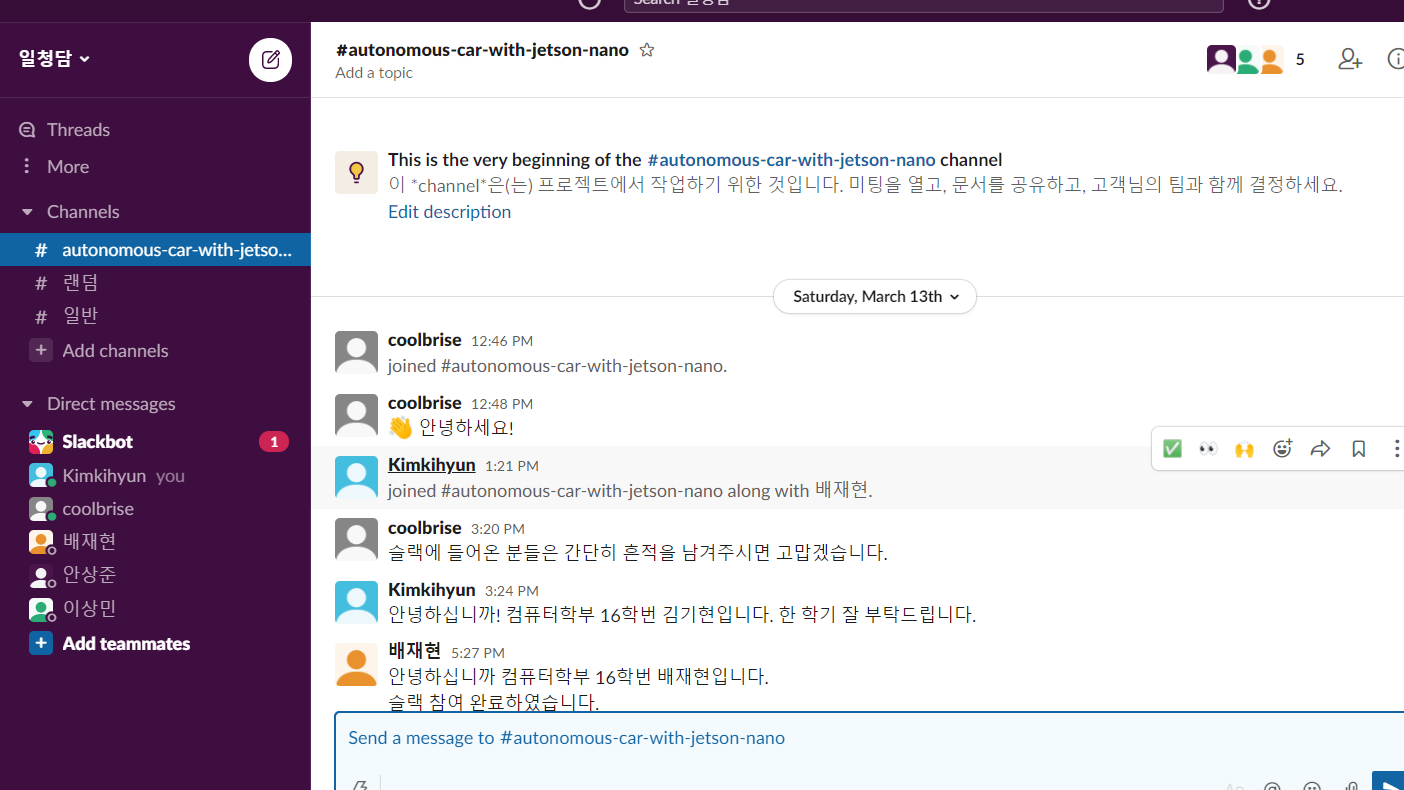 Search 일청담
일청담
#autonomous-car-with-jetson-nano
Add a topic
5
Threads
More
Channels
# autonomous-car-with-jetso...
# 랜덤
# 일반
+ Add channels
Direct messages
Slackbot 1
Kimkihyun you
coolbrise
배재현
안상준
이상민
+ Add teammates
This is the very beginning of the #autonomous-car-with-jetson-nano channel
이 *channel*은(는) 프로젝트에서 작업하기 위한 것입니다. 미팅을 열고, 문서를 공유하고, 고객님의 팀과 함께 결정하세요.
Edit description
Saturday, March 13th
coolbrise 12:46 PM
joined #autonomous-car-with-jetson-nano.
coolbrise 12:48 PM
👋 안녕하세요!
Kimkihyun 1:21 PM
joined #autonomous-car-with-jetson-nano along with 배재현.
coolbrise 3:20 PM
슬랙에 들어온 분들은 간단히 흔적을 남겨주시면 고맙겠습니다.
Kimkihyun 3:24 PM
안녕하십니까! 컴퓨터학부 16학번 김기현입니다. 한 학기 잘 부탁드립니다.
배재현 5:27 PM
안녕하십니까 컴퓨터학부 16학번 배재현입니다.
슬랙 참여 완료하였습니다.
Send a message to #autonomous-car-with-jetson-nano
Aa @